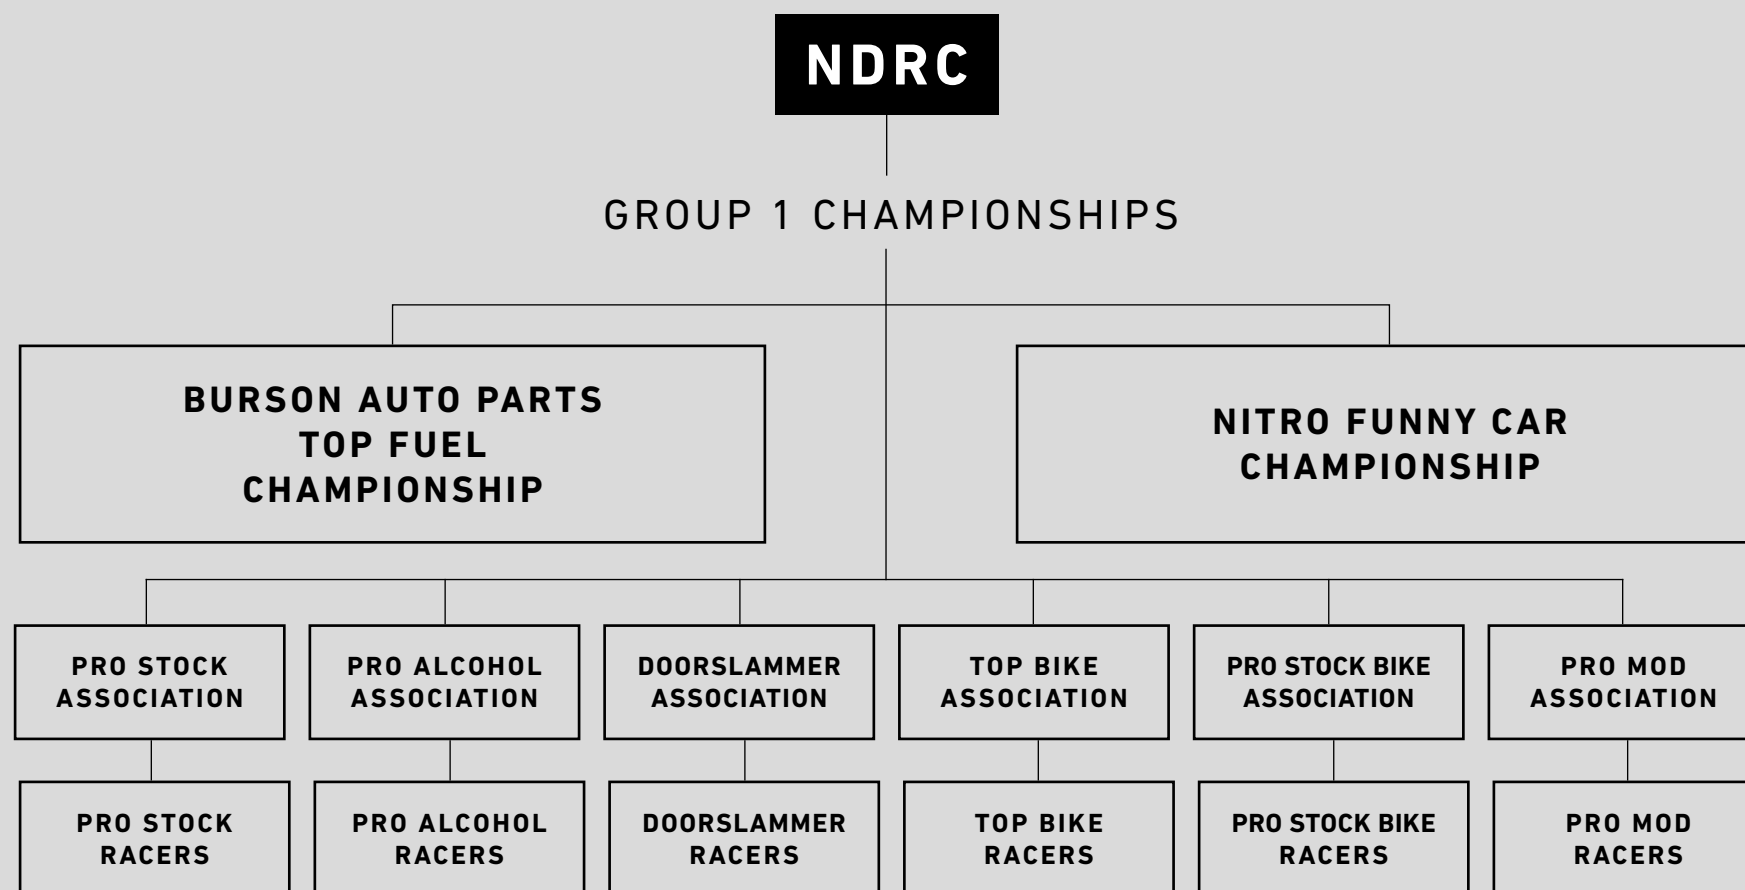 NDRC
GROUP 1 CHAMPIONSHIPS
BURSON AUTO PARTS
TOP FUEL
CHAMPIONSHIP
NITRO FUNNY CAR
CHAMPIONSHIP
PRO STOCK
ASSOCIATION
PRO ALCOHOL
ASSOCIATION
DOORSLAMMER
ASSOCIATION
TOP BIKE
ASSOCIATION
PRO STOCK BIKE
ASSOCIATION
PRO MOD
ASSOCIATION
PRO STOCK
RACERS
PRO ALCOHOL
RACERS
DOORSLAMMER
RACERS
TOP BIKE
RACERS
PRO STOCK BIKE
RACERS
PRO MOD
RACERS